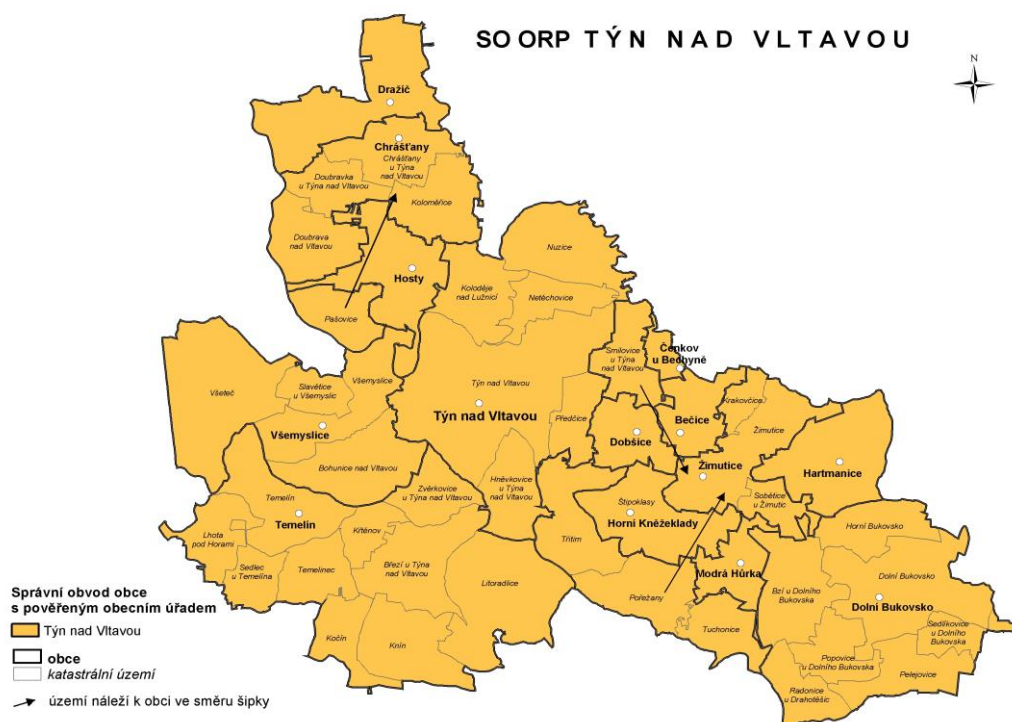 SO ORP TÝN NAD VLTAVOU
N
Dražič
Chrášťany
Chrášťany
u Týna
nad Vltavou
Doubravka
u Týna nad Vltavou
Koloměřice
Doubrava
nad Vltavou
Nuzice
Hosty
Koloděje
nad Lužnicí
Netěchovice
Pašovice
Čenkov
u Bechyně
Smilovice
u Týna
nad Vltavou
Všemyslice
Týn nad Vltavou
Všeteč
Slavětice
u Všemyslic
Krakovčice
Týn nad Vltavou
Předčice
Bečice
Žimutice
Všemyslice
Dobšice
Bohunice nad Vltavou
Žimutice
Hartmanice
Zvěrkovice
u Týna nad Vltavou
Hněvkovice
u Týna
nad Vltavou
Temelín
Štipoklasy
Sobětice
u Žimutic
Temelín
Horní Kněžeklady
Horní Bukovsko
Lhota
pod Horami
Křtěnov
Třitim
Sedlec
u Temelína
Temelínec
Březí u Týna
nad Vltavou
Litoradlice
Modrá Hůrka
Dolní Bukovsko
Bzí u Dolního
Bukovska
Pořežany
Dolní Bukovsko
Sedlíkovice
u Dolního
Bukovska
Tuchonice
Kočín
Knín
Popovice
u Dolního Bukovska
Pelejovice
Radonice
u Drahotěšic
Správní obvod obce
s pověřeným obecním úřadem
Týn nad Vltavou
obce
katastrální území
území náleží k obci ve směru šipky